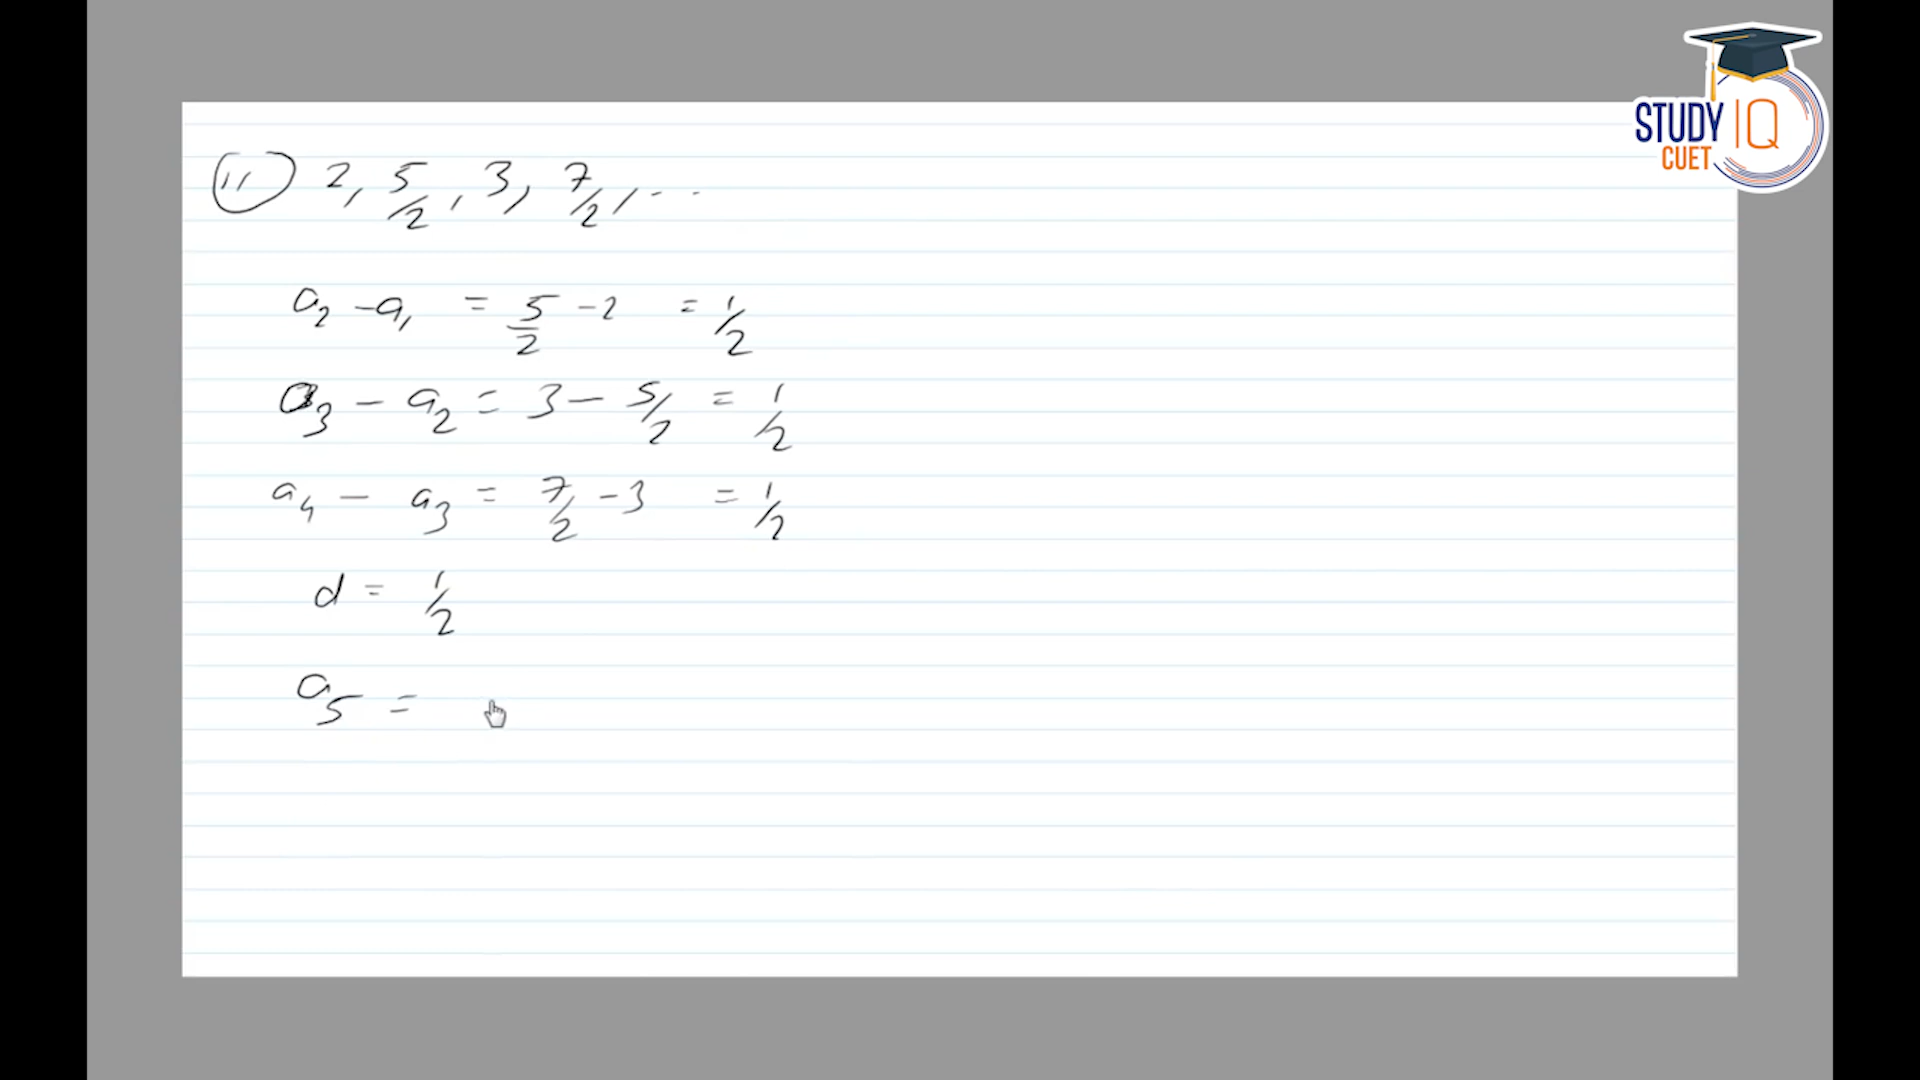 STUDY IQ
CUET
(ii) 2, 5/2, 3, 7/2, ...
a₂ - a₁ = 5/2 - 2 = 1/2
a₃ - a₂ = 3 - 5/2 = 1/2
a₄ - a₃ = 7/2 - 3 = 1/2
d = 1/2
a₅ =